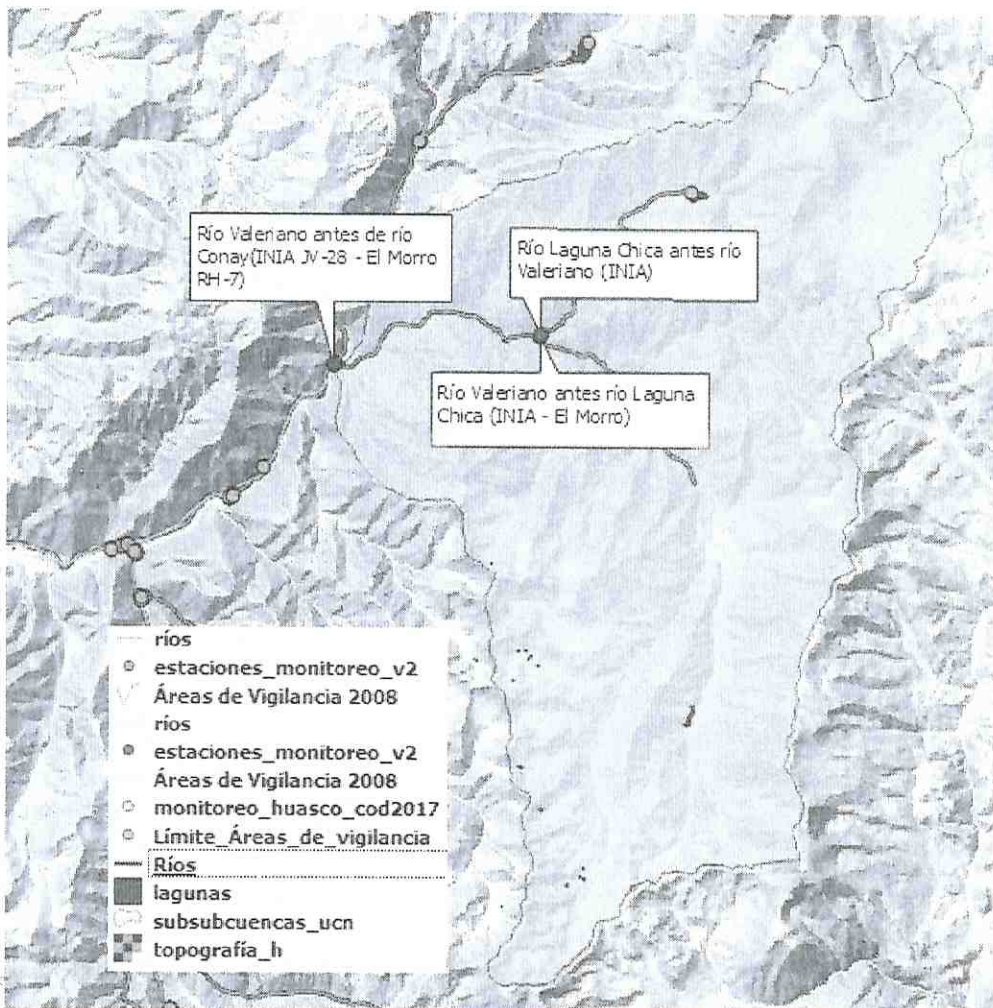 Río Valeriano antes de río
Conay(INIA JV-28 - El Morro
RH-7)
Río Laguna Chica antes río
Valeriano (INIA)
Río Valeriano antes río Laguna
Chica (INIA - El Morro)
ríos
estaciones_monitoreo_v2
Áreas de Vigilancia 2008
ríos
estaciones_monitoreo_v2
Áreas de Vigilancia 2008
monitoreo_huasco_cod2017
Límite_Áreas_de_vigilancia
Ríos
lagunas
subsubcuencas_ucn
topografía_h